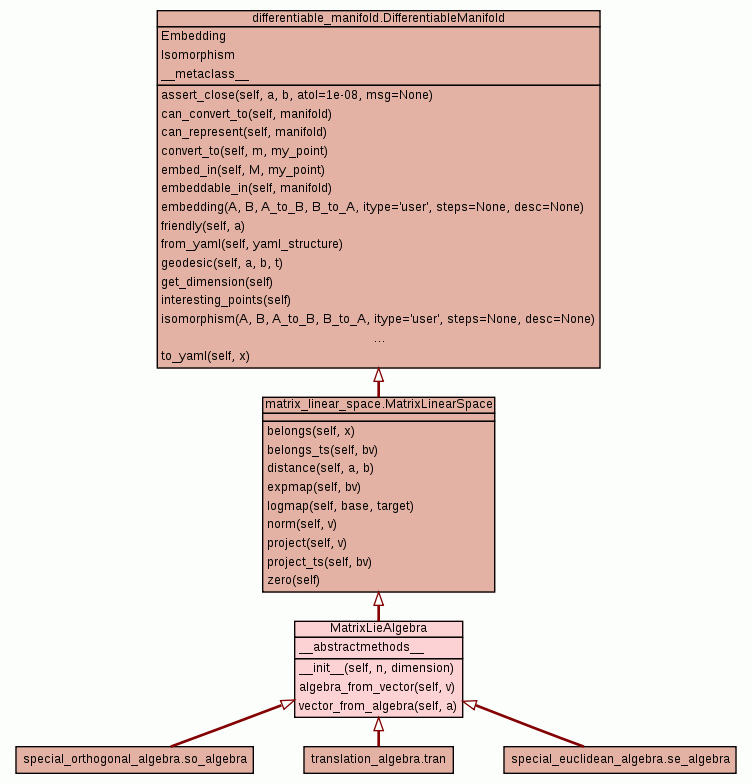 differentiable_manifold.DifferentiableManifold
Embedding
Isomorphism
__metaclass__
assert_close(self, a, b, atol=1e-08, msg=None)
can_convert_to(self, manifold)
can_represent(self, manifold)
convert_to(self, m, my_point)
embed_in(self, M, my_point)
embeddable_in(self, manifold)
embedding(A, B, A_to_B, B_to_A, itype='user', steps=None, desc=None)
friendly(self, a)
from_yaml(self, yaml_structure)
geodesic(self, a, b, t)
get_dimension(self)
interesting_points(self)
isomorphism(A, B, A_to_B, B_to_A, itype='user', steps=None, desc=None)
...
to_yaml(self, x)
matrix_linear_space.MatrixLinearSpace
belongs(self, x)
belongs_ts(self, bv)
distance(self, a, b)
expmap(self, bv)
logmap(self, base, target)
norm(self, v)
project(self, v)
project_ts(self, bv)
zero(self)
MatrixLieAlgebra
__abstractmethods__
__init__(self, n, dimension)
algebra_from_vector(self, v)
vector_from_algebra(self, a)
special_orthogonal_algebra.so_algebra
translation_algebra.tran
special_euclidean_algebra.se_algebra